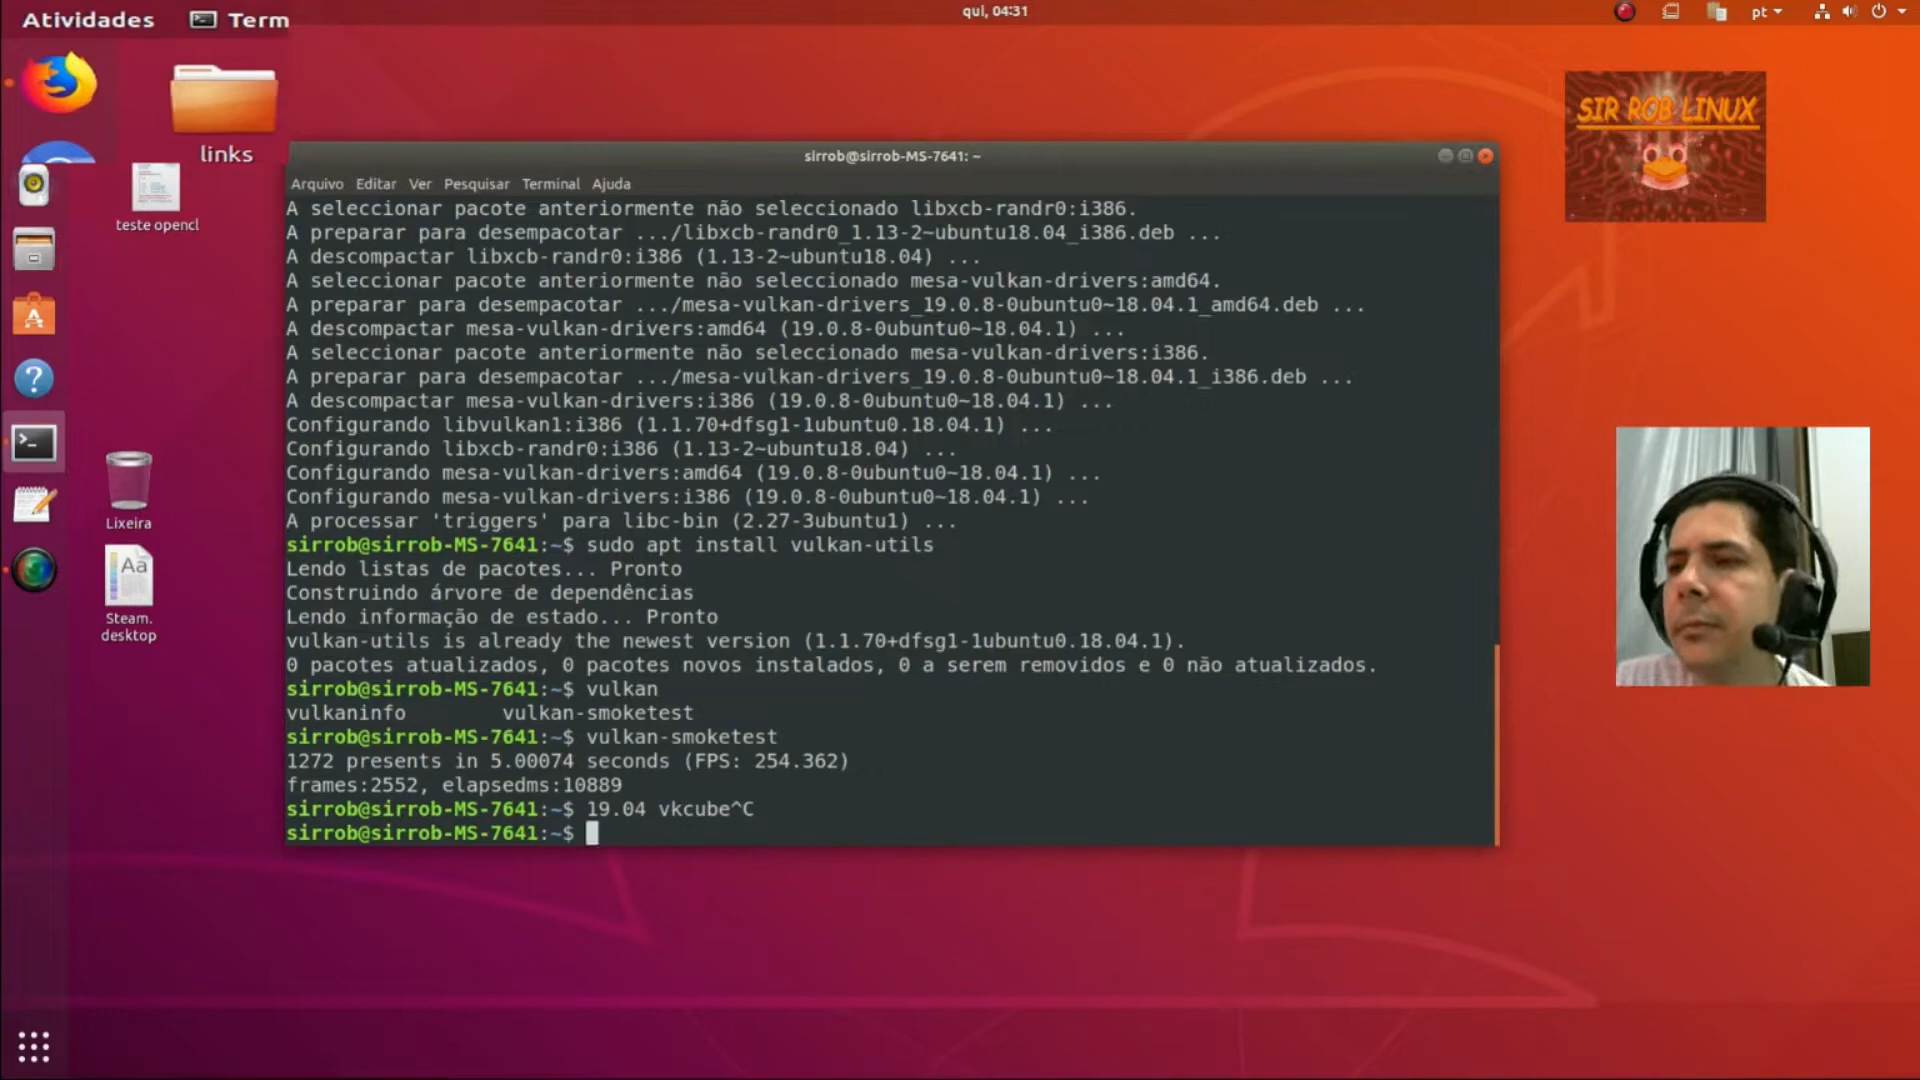 Atividades
Term
qui, 04:31
pt
links
teste opencl
Lixeira
Aa
Steam.
desktop
SIR ROB LINUX
sirrob@sirrob-MS-7641: ~
Arquivo Editar Ver Pesquisar Terminal Ajuda
A seleccionar pacote anteriormente não seleccionado libxcb-randr0:i386.
A preparar para desempacotar .../libxcb-randr0_1.13-2~ubuntu18.04_i386.deb ...
A descompactar libxcb-randr0:i386 (1.13-2~ubuntu18.04) ...
A seleccionar pacote anteriormente não seleccionado mesa-vulkan-drivers:amd64.
A preparar para desempacotar .../mesa-vulkan-drivers_19.0.8-0ubuntu0~18.04.1_amd64.deb ...
A descompactar mesa-vulkan-drivers:amd64 (19.0.8-0ubuntu0~18.04.1) ...
A seleccionar pacote anteriormente não seleccionado mesa-vulkan-drivers:i386.
A preparar para desempacotar .../mesa-vulkan-drivers_19.0.8-0ubuntu0~18.04.1_i386.deb ...
A descompactar mesa-vulkan-drivers:i386 (19.0.8-0ubuntu0~18.04.1) ...
Configurando libvulkan1:i386 (1.1.70+dfsg1-1ubuntu0.18.04.1) ...
Configurando libxcb-randr0:i386 (1.13-2~ubuntu18.04) ...
Configurando mesa-vulkan-drivers:amd64 (19.0.8-0ubuntu0~18.04.1) ...
Configurando mesa-vulkan-drivers:i386 (19.0.8-0ubuntu0~18.04.1) ...
A processar 'triggers' para libc-bin (2.27-3ubuntu1) ...
sirrob@sirrob-MS-7641:~$ sudo apt install vulkan-utils
Lendo listas de pacotes... Pronto
Construindo árvore de dependências
Lendo informação de estado... Pronto
vulkan-utils is already the newest version (1.1.70+dfsg1-1ubuntu0.18.04.1).
0 pacotes atualizados, 0 pacotes novos instalados, 0 a serem removidos e 0 não atualizados.
sirrob@sirrob-MS-7641:~$ vulkan
vulkaninfo vulkan-smoketest
sirrob@sirrob-MS-7641:~$ vulkan-smoketest
1272 presents in 5.00074 seconds (FPS: 254.362)
frames:2552, elapsedms:10889
sirrob@sirrob-MS-7641:~$ 19.04 vkcube^C
sirrob@sirrob-MS-7641:~$